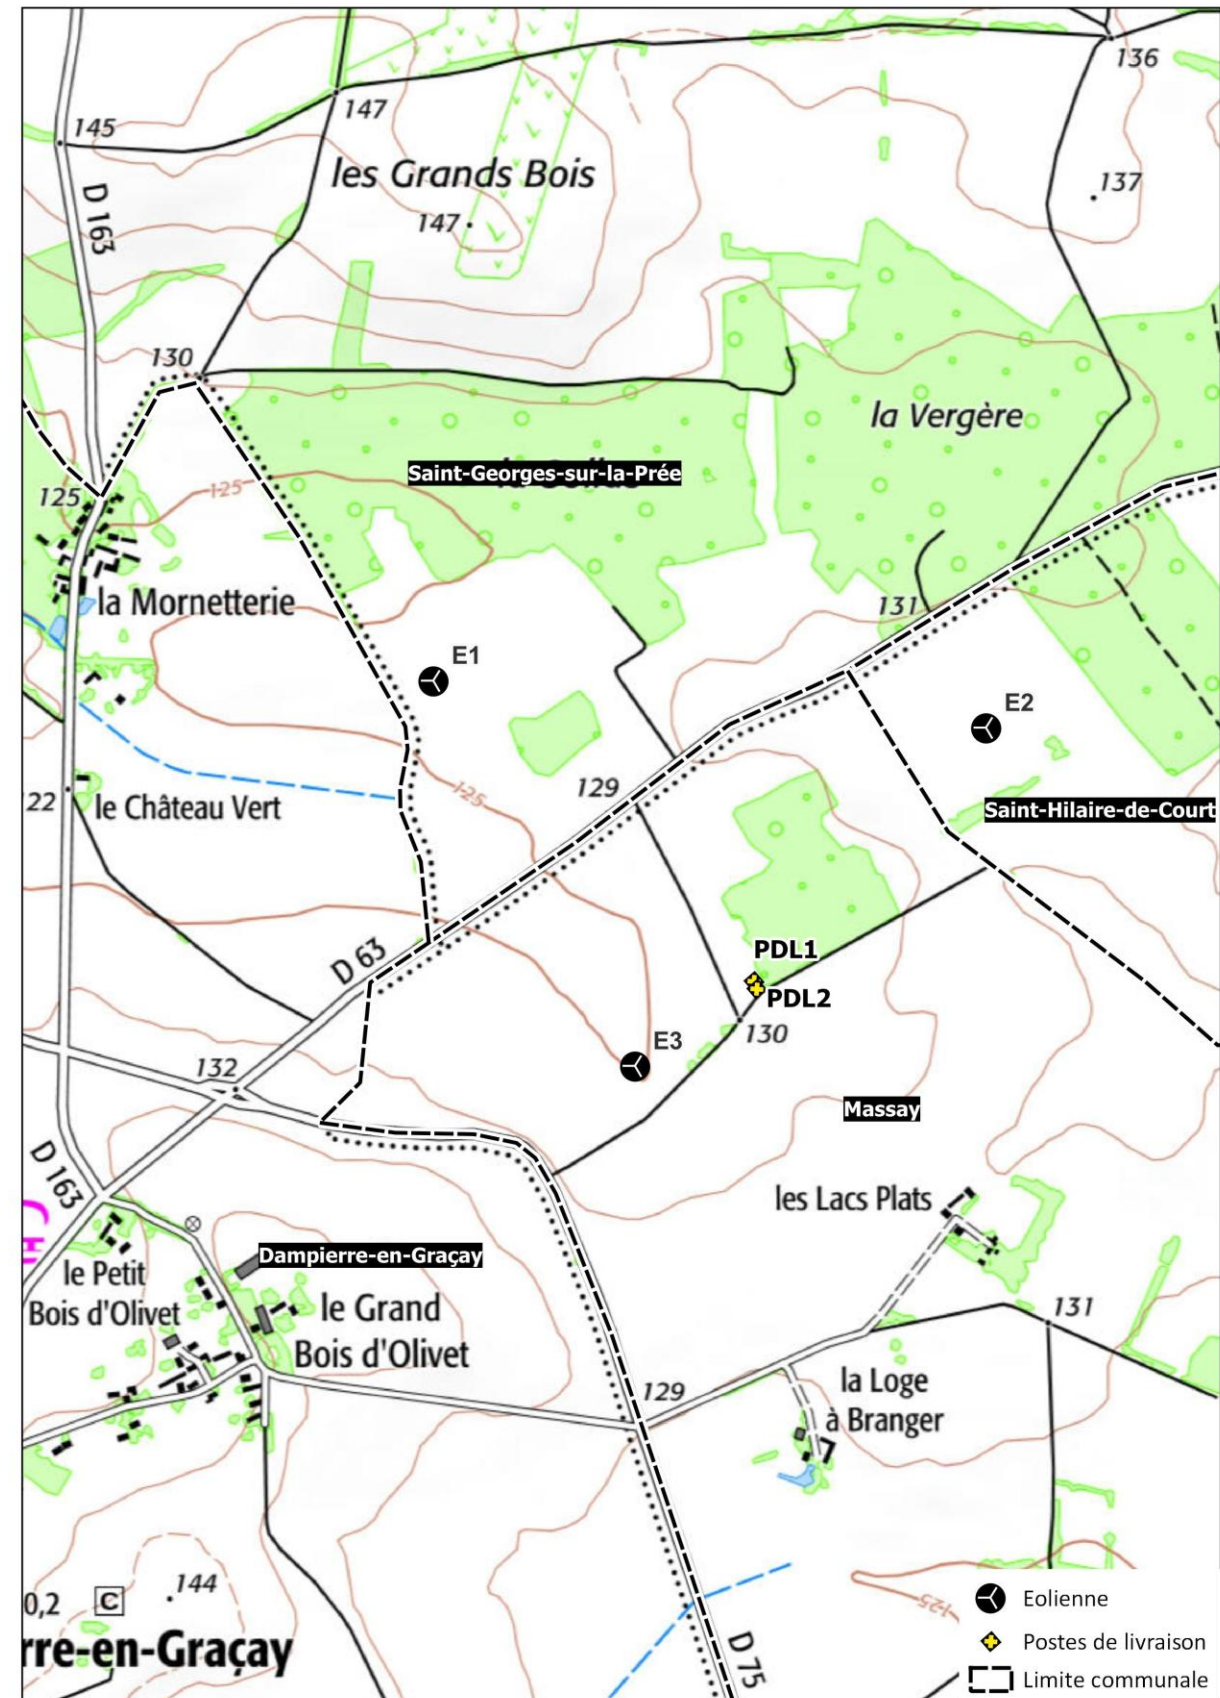 136
147
145
137
les Grands Bois
D 163
147
130
la Vergère
Saint-Georges-sur-la-Prée
125
125
la Mornetterie
131
E1
E2
129
125
22
le Château Vert
Saint-Hilaire-de-Court
PDL1
D 63
PDL2
130
E3
132
Massay
D 163
les Lacs Plats
Dampierre-en-Graçay
le Petit
Bois d'Olivet
le Grand
Bois d'Olivet
131
129
la Loge
à Branger
144
0,2
C
rre-en-Graçay
D 75
125
Eolienne
Postes de livraison
Limite communale